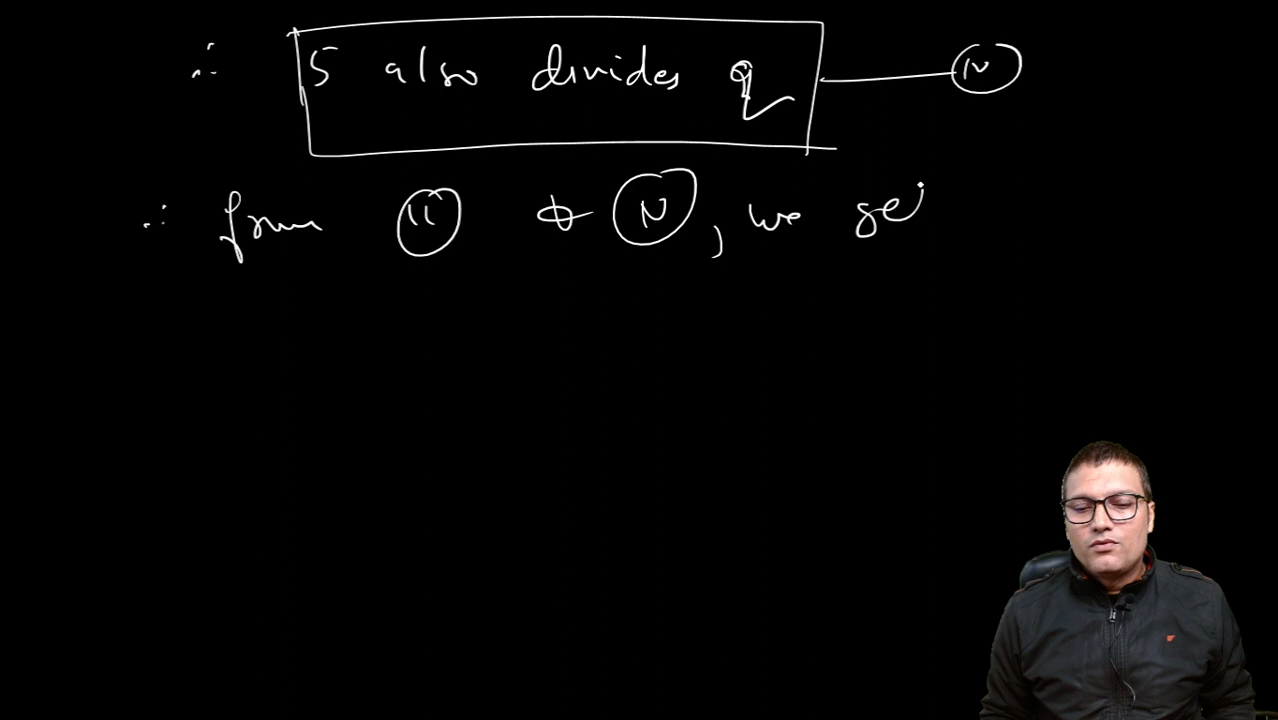 ∴ 5 also divides q — (IV)
∴ from (II) & (IV), we get